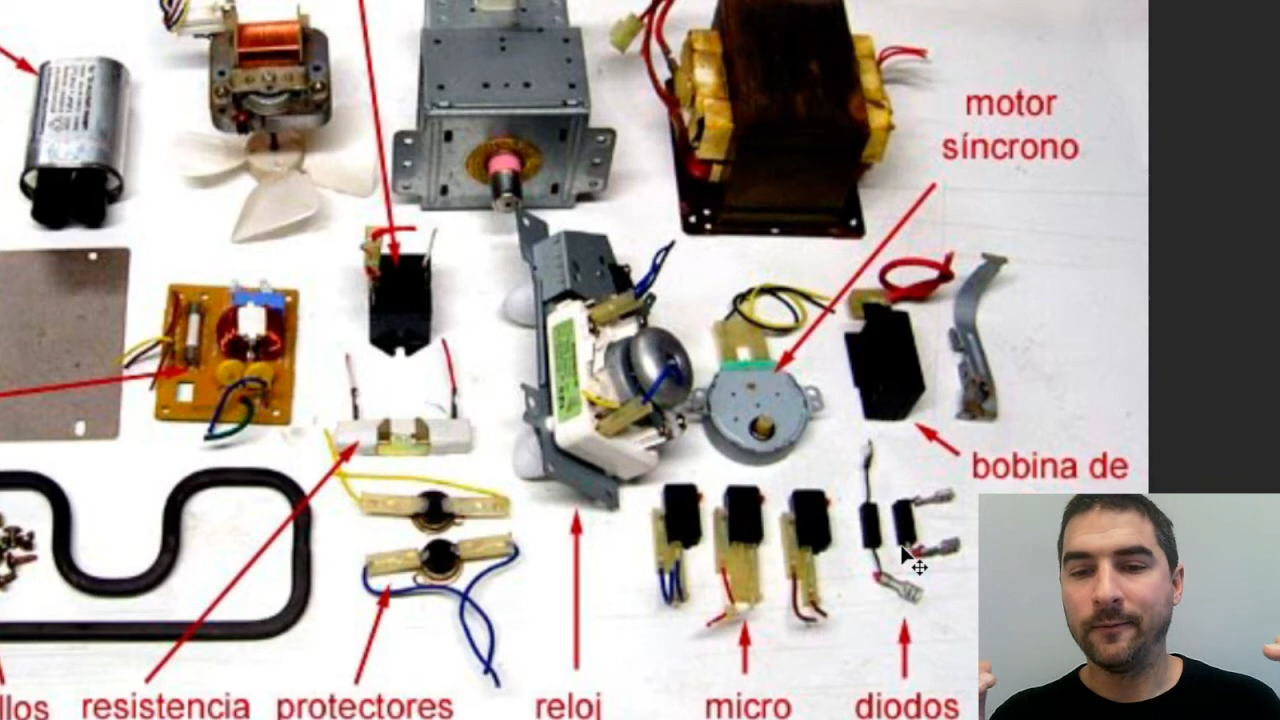 motor
síncrono
bobina de
llos
resistencia
protectores
reloj
micro
diodos